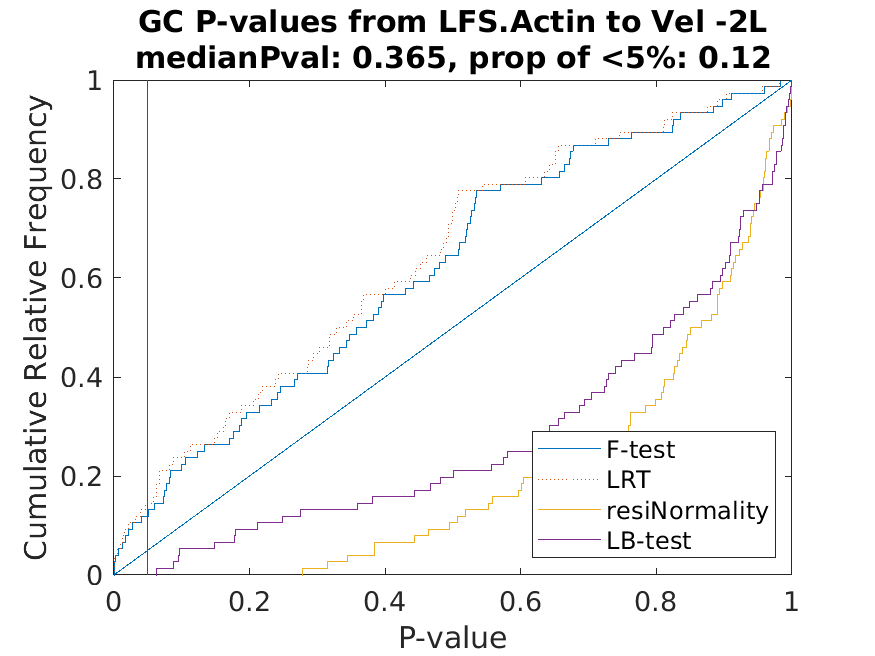 GC P-values from LFS.Actin to Vel -2L
medianPval: 0.365, prop of <5%: 0.12
Cumulative Relative Frequency
1
0.8
0.6
0.4
0.2
0
F-test
LRT
resiNormality
LB-test
0 0.2 0.4 0.6 0.8 1
P-value